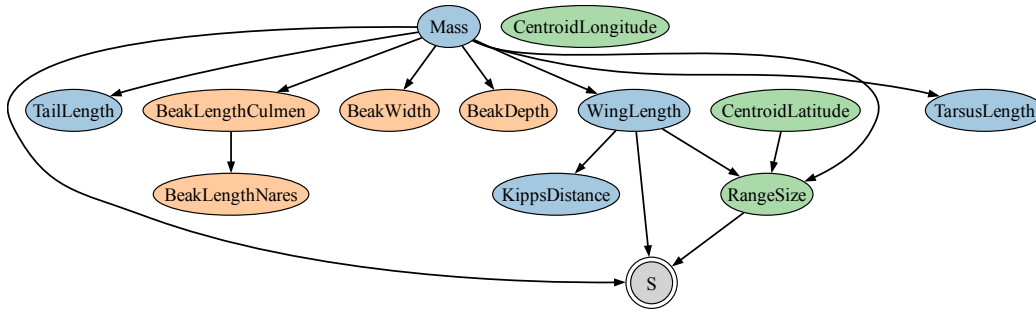 Mass
CentroidLongitude
TailLength
BeakLengthCulmen
BeakWidth
BeakDepth
WingLength
CentroidLatitude
TarsusLength
BeakLengthNares
KippsDistance
RangeSize
S